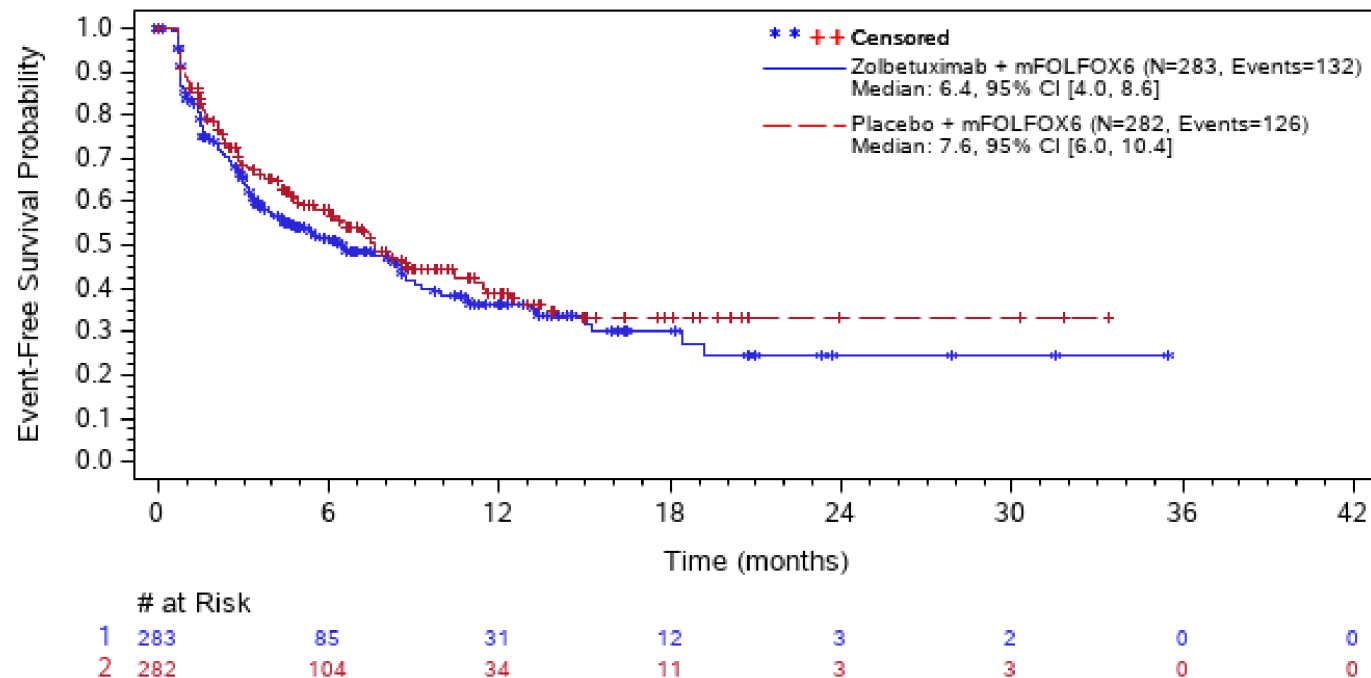 Event-Free Survival Probability
1.0
0.9
0.8
0.7
0.6
0.5
0.4
0.3
0.2
0.1
0.0
Censored
Zolbetuximab + mFOLFOX6 (N=283, Events=132)
Median: 6.4, 95% CI [4.0, 8.6]
Placebo + mFOLFOX6 (N=282, Events=126)
Median: 7.6, 95% CI [6.0, 10.4]
0 6 12 18 24 30 36 42
Time (months)
# at Risk
1 283 85 31 12 3 2 0 0
2 282 104 34 11 3 3 0 0